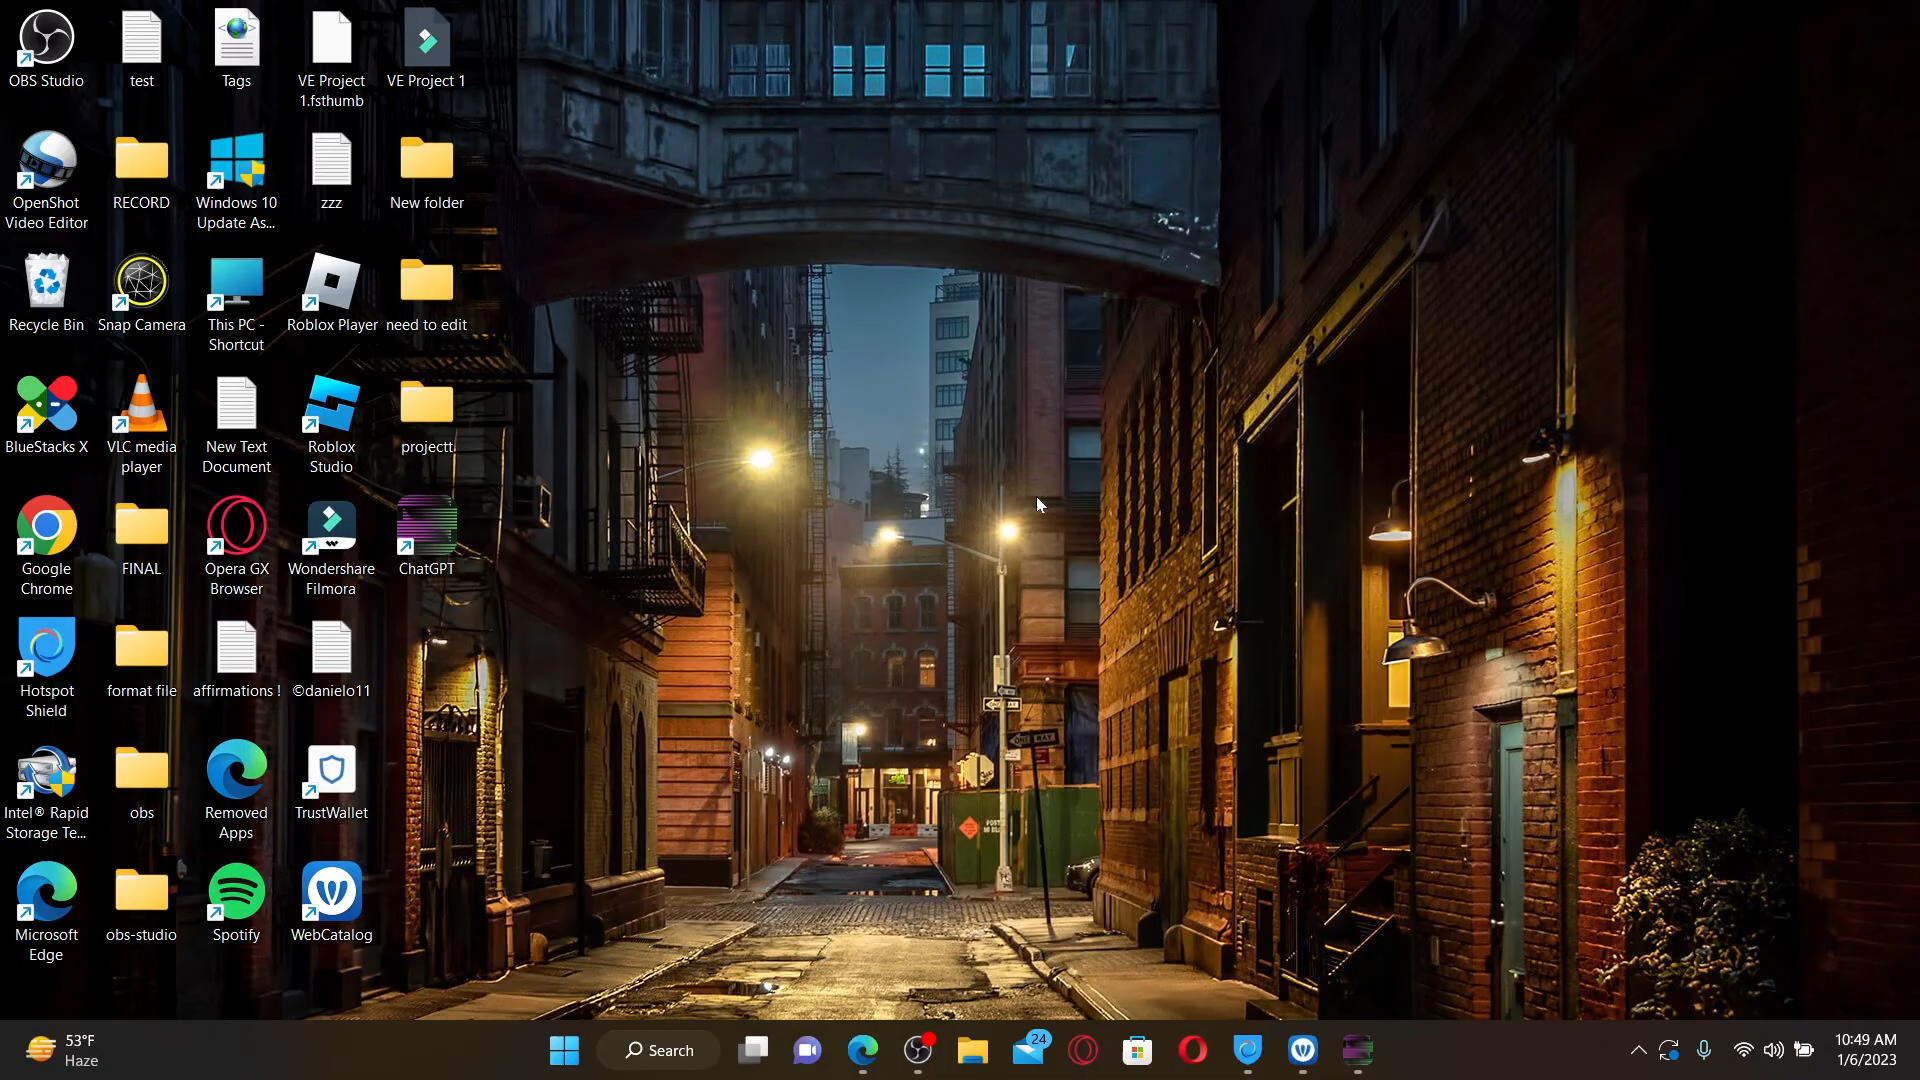 OBS Studio
test
Tags
VE Project
1.fsthumb
VE Project 1
OpenShot
Video Editor
RECORD
Windows 10
Update As...
zzz
New folder
Recycle Bin
Snap Camera
This PC -
Shortcut
Roblox Player
need to edit
BlueStacks X
VLC media
player
New Text
Document
Roblox
Studio
projectt
Google
Chrome
FINAL
Opera GX
Browser
Wondershare
Filmora
ChatGPT
Hotspot
Shield
format file
affirmations !
©danielo11
Intel® Rapid
Storage Te...
obs
Removed
Apps
TrustWallet
Microsoft
Edge
obs-studio
Spotify
WebCatalog
ONE WAY
53°F
Haze
Search
24
10:49 AM
1/6/2023